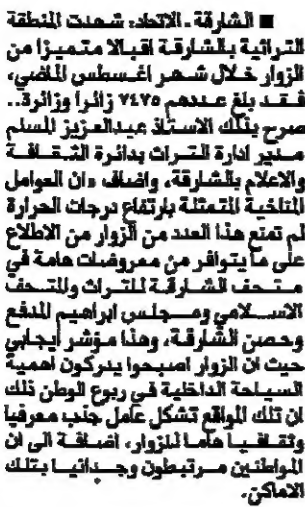 ■ الشارقة ـ الاتحاد: شهدت المنطقة
التراثية بالشارقة اقبالا متميزا من
الزوار خلال شهر اغسطس الماضي،
فقد بلغ عددهم ٧٤٧٥ زائرا وزائرة..
صرح بذلك الاستاذ عبدالعزيز المسلم
مدير ادارة التراث بدائرة الثقافة
والاعلام بالشارقة، واضاف «ان العوامل
المناخية المتمثلة بارتفاع درجات الحرارة
لم تمنع هذا العدد من الزوار من الاطلاع
على ما يتوافر من معروضات هامة في
متحف الشارقة للتراث والمتحف
الاسلامي ومجلس ابراهيم المدفع
وحصن الشارقة، وهذا مؤشر ايجابي
حيث ان الزوار اصبحوا يدركون اهمية
السياحة الداخلية في ربوع الوطن ذلك
ان تلك المواقع تشكل عامل جذب معرفيا
وثقافيا هاما للزوار، اضافة الى ان
المواطنين مرتبطون وجدانيا بتلك
الاماكن.